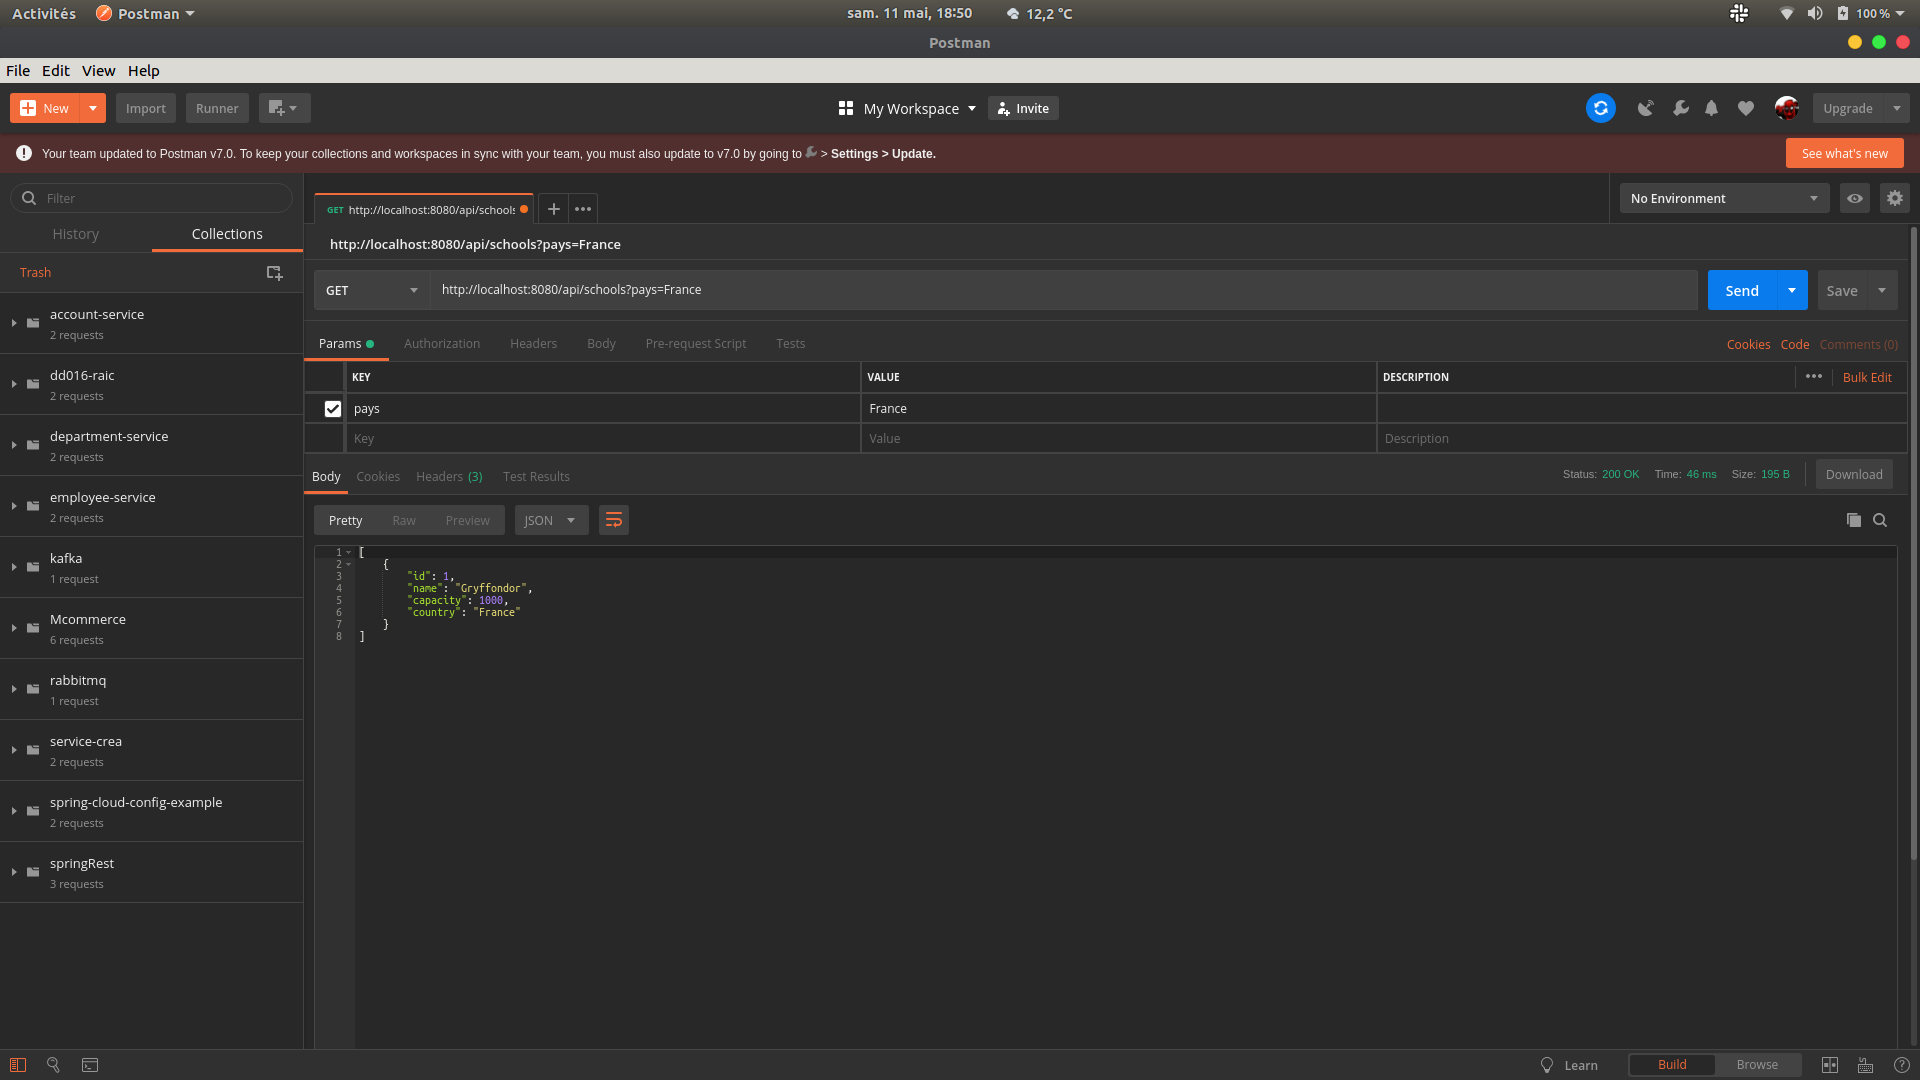 Activités Postman sam. 11 mai, 18:50 12,2 °C 100 %
Postman
File Edit View Help
New Import Runner My Workspace Invite Upgrade
Your team updated to Postman v7.0. To keep your collections and workspaces in sync with your team, you must also update to v7.0 by going to > Settings > Update. See what's new
Filter
History Collections
Trash
account-service
2 requests
dd016-raic
2 requests
department-service
2 requests
employee-service
2 requests
kafka
1 request
Mcommerce
6 requests
rabbitmq
1 request
service-crea
2 requests
spring-cloud-config-example
2 requests
springRest
3 requests
GET http://localhost:8080/api/schools
No Environment
http://localhost:8080/api/schools?pays=France
GET http://localhost:8080/api/schools?pays=France Send Save
Params Authorization Headers Body Pre-request Script Tests Cookies Code Comments (0)
KEY VALUE DESCRIPTION Bulk Edit
pays France
Key Value Description
Body Cookies Headers (3) Test Results Status: 200 OK Time: 46 ms Size: 195 B Download
Pretty Raw Preview JSON
1 [
2 {
3 "id": 1,
4 "name": "Gryffondor",
5 "capacity": 1000,
6 "country": "France"
7 }
8 ]
Learn Build Browse